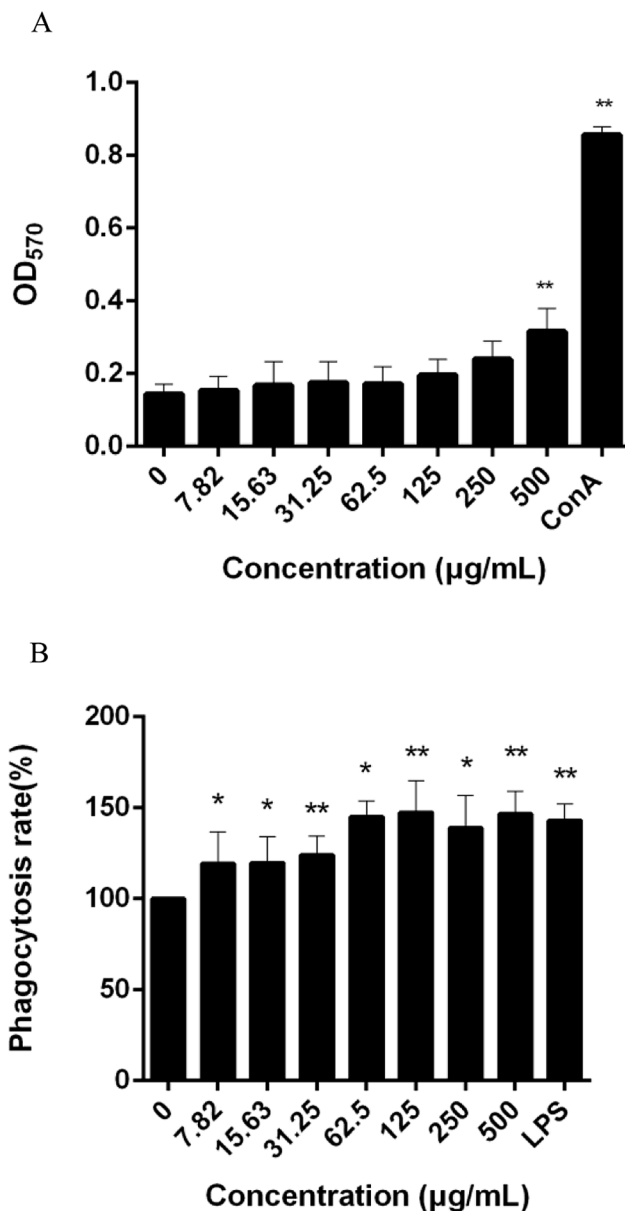 A
**
**
1.0
0.8
0.6
0.4
0.2
0.0
OD570
0 7.82 15.63 31.25 62.5 125 250 500 ConA
Concentration (µg/mL)
B
* * ** * ** * ** **
200
150
100
50
0
Phagocytosis rate(%)
0 7.82 15.63 31.25 62.5 125 250 500 LPS
Concentration (µg/mL)